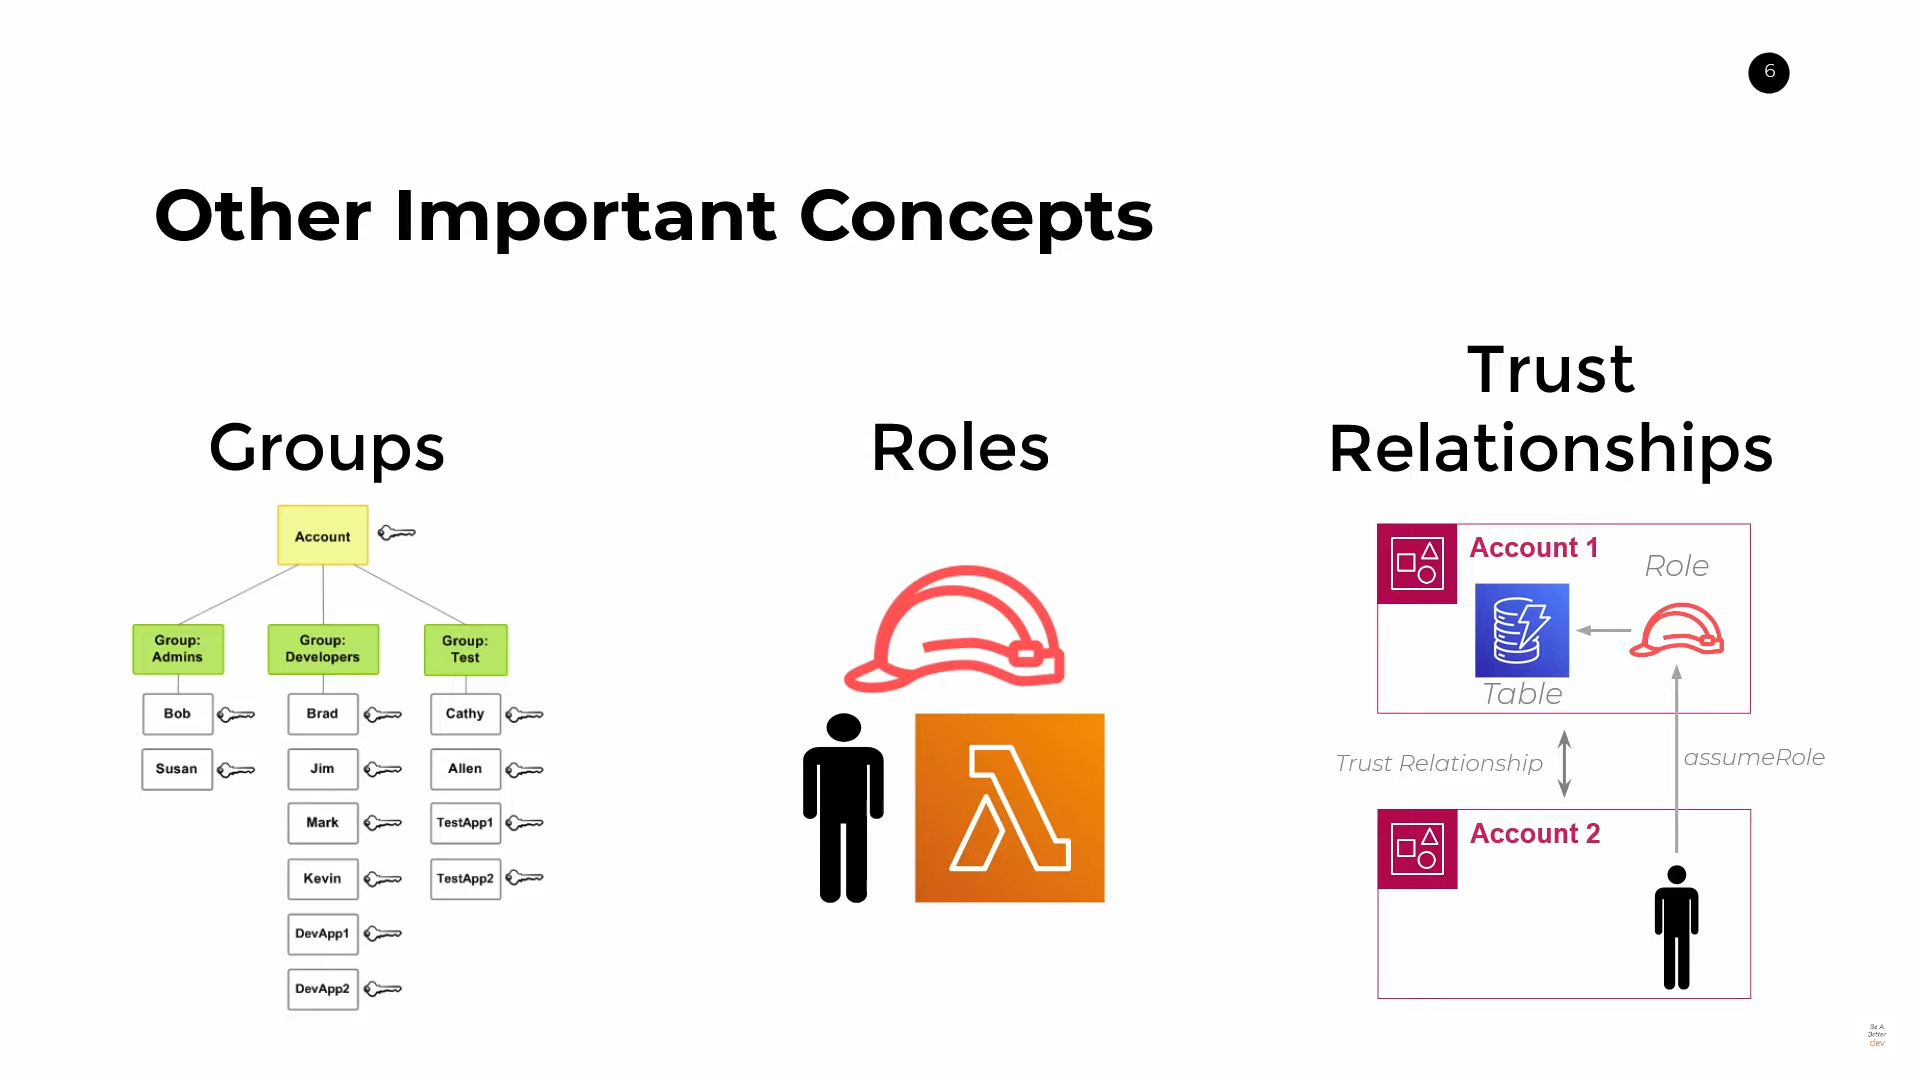 6
Other Important Concepts
Groups
Account
Group:
Admins
Group:
Developers
Group:
Test
Bob
Susan
Brad
Jim
Mark
Kevin
DevApp1
DevApp2
Cathy
Allen
TestApp1
TestApp2
Roles
Trust
Relationships
Account 1
Role
Table
Trust Relationship
assumeRole
Account 2
Be A
Better
dev